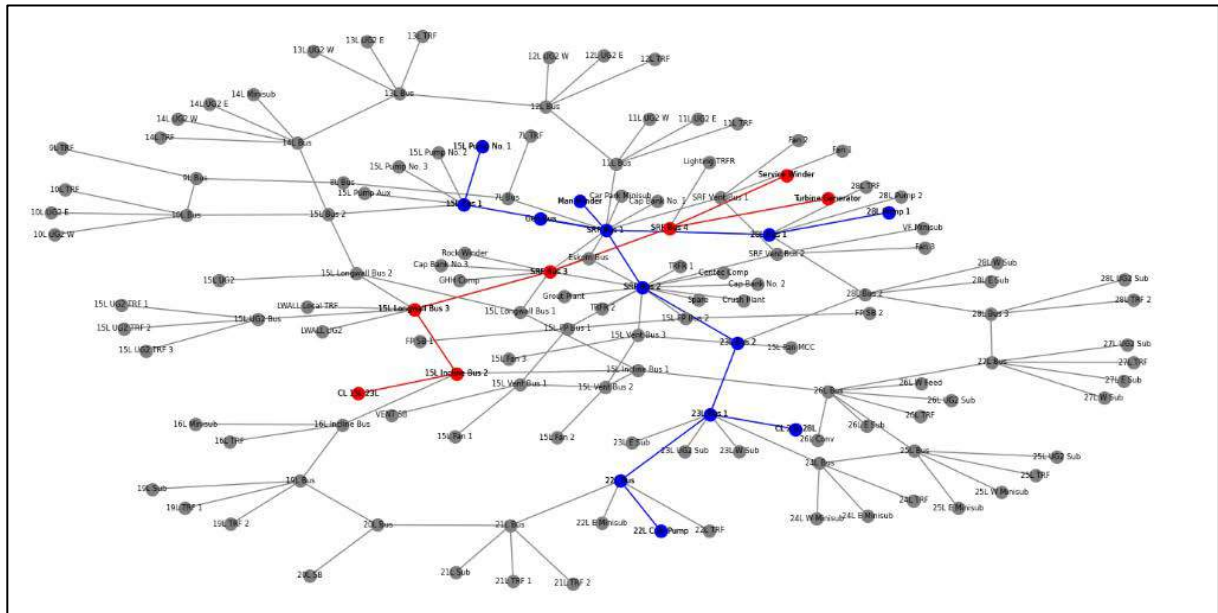 13L UG2 E
13L TRF
13L UG2 W
12L UG2 W
12L UG2 E
12L TRF
14L Minisub
13L Bus
14L UG2 E
12L Bus
14L UG2 W
11L UG2 W
11L UG2 E
11L TRF
14L TRF
14L Bus
7L TRF
Fan 2
9L TRF
15L Pump No. 1
15L Pump No. 2
Fan 1
15L Pump No. 3
11L Bus
Lighting TRFR
9L Bus
8L Bus
Service Winder
10L TRF
15L Pump Aux
7L Bus
Car Park Minisub
SRF Vent Bus 1
28L TRF
Turbine Generator
28L Pump 2
15L Bus 1
Cap Bank No. 1
10L UG2 E
10L Bus
15L Bus 2
28L Pump 1
SRF Bus 1
SRF Bus 4
28L Bus 1
VF Minisub
10L UG2 W
Rock Winder
Eskom Bus
SRF Vent Bus 2
Fan 3
Cap Bank No.3
SRF Bus 3
TRFR 1
Centec Comp
28L W Sub
15L UG2
15L Longwall Bus 2
GHH Comp
SRF Bus 2
Cap Bank No. 2
28L E Sub
28L UG2 Sub
15L UG2 TRF 1
LWALL Local TRF
15L Longwall Bus 3
15L Longwall Bus 1
Grout Plant
TRFR 2
Spare
Crush Plant
28L Bus 2
28L TRF 2
15L UG2 Bus
15L FP Bus 2
FP SB 2
28L Bus 3
15L UG2 TRF 2
LWALL UG2
FP SB 1
15L FP Bus 1
15L Vent Bus 3
23L Bus 2
15L Fan MCC
27L UG2 Sub
15L UG2 TRF 3
15L Fan 3
27L Bus
27L TRF
15L Incline Bus 2
15L Incline Bus 1
27L E Sub
15L Vent Bus 1
15L Vent Bus 2
26L Bus
26L W Feed
27L W Sub
26L UG2 Sub
VENT SB
23L Bus 1
26L TRF
16L Minisub
16L Incline Bus
26L E Sub
16L TRF
15L Fan 1
15L Fan 2
23L E Sub
26L Conv
23L UG2 Sub
23L W Sub
25L Bus
25L UG2 Sub
24L Bus
25L TRF
19L Sub
19L Bus
22L Bus
25L W Minisub
19L TRF 1
24L TRF
25L E Minisub
24L E Minisub
24L W Minisub
19L TRF 2
20L Bus
21L Bus
22L E Minisub
22L TRF
20L SB
21L Sub
21L TRF 1
21L TRF 2